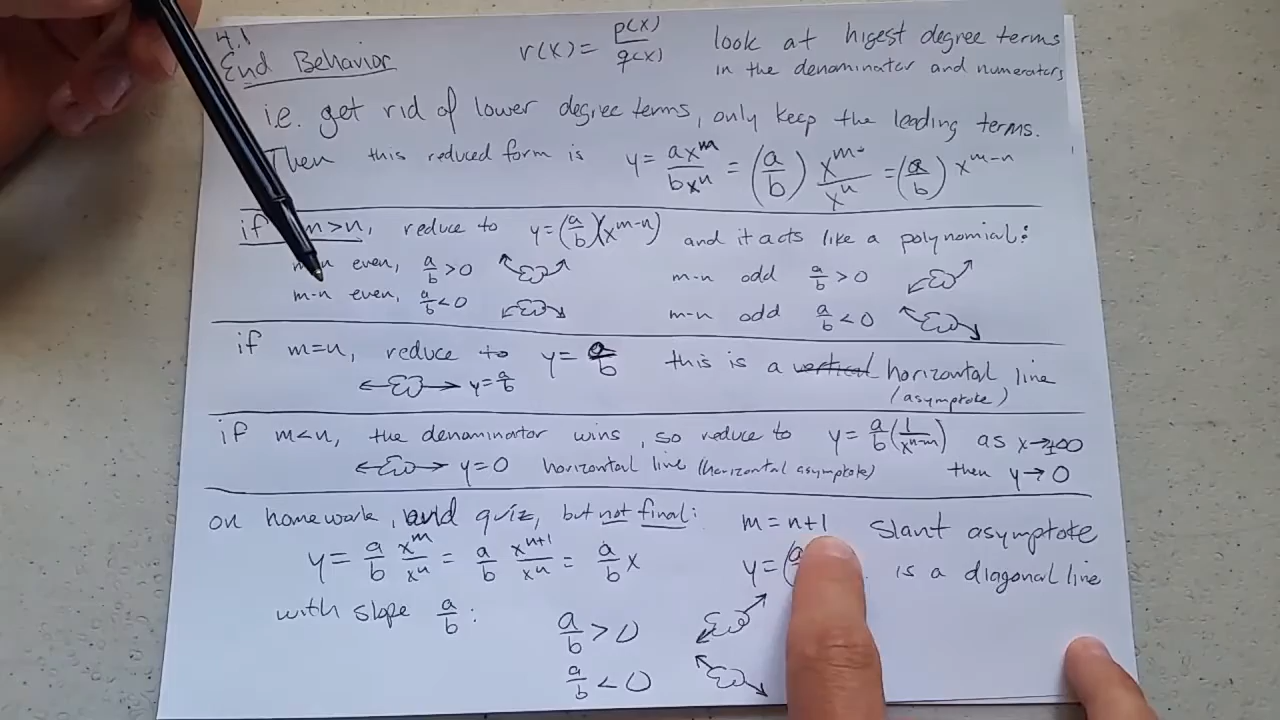 4.1
End Behavior
r(x) = p(x)/q(x) look at higest degree terms
in the denominator and numerators
i.e. get rid of lower degree terms, only keep the leading terms.
Then this reduced form is y = ax^m/bx^n = (a/b) x^m/x^n = (a/b) x^(m-n)
if m>n, reduce to y=(a/b)(x^(m-n)) and it acts like a polynomial:
m-n even, a/b > 0 m-n odd a/b > 0
m-n even, a/b < 0 m-n odd a/b < 0
if m=n, reduce to y = a/b this is a vertical horizontal line
y = a/b (asymptote)
if m<n, the denominator wins, so reduce to y = a/b (1/x^(n-m)) as x→±∞
y=0 horizontal line (horizontal asymptote) then y→0
on homework, and quiz, but not final: m = n+1 slant asymptote
y = a/b x^m/x^n = a/b x^(n+1)/x^n = a/b x y = (a is a diagonal line
with slope a/b : a/b > 0
a/b < 0